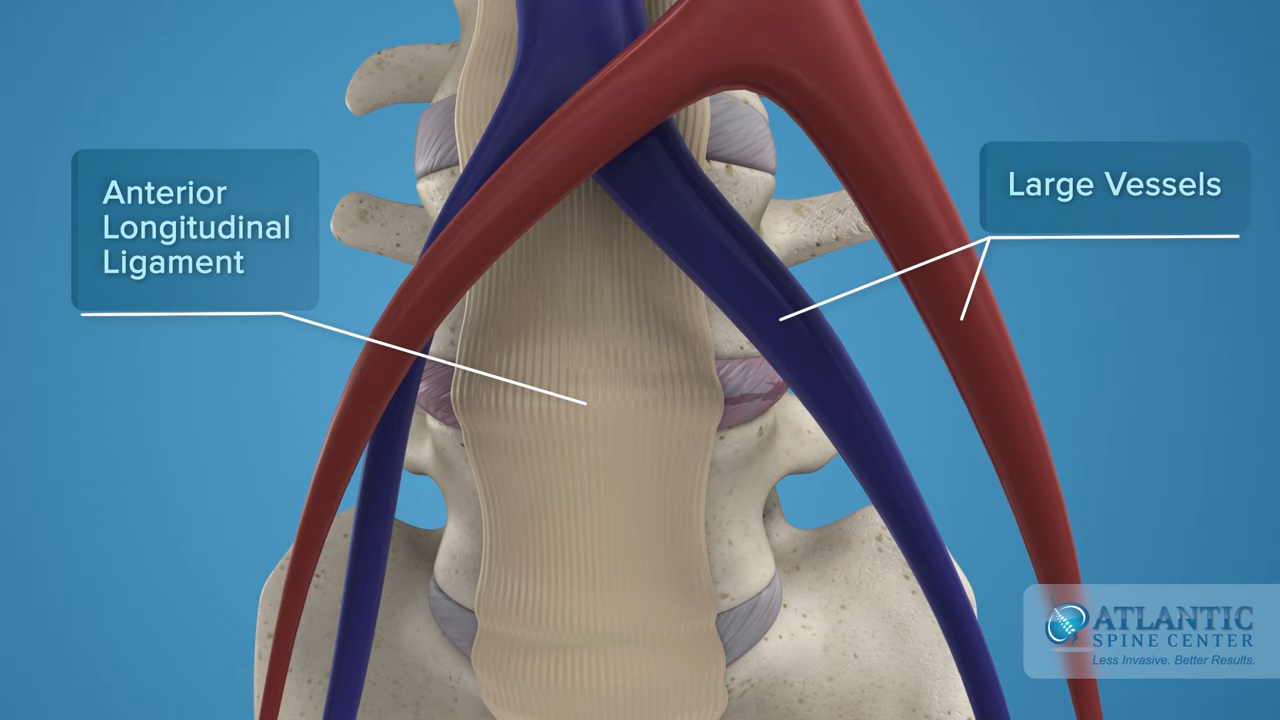 Anterior
Longitudinal
Ligament
Large Vessels
ATLANTIC
SPINE CENTER
Less Invasive. Better Results.